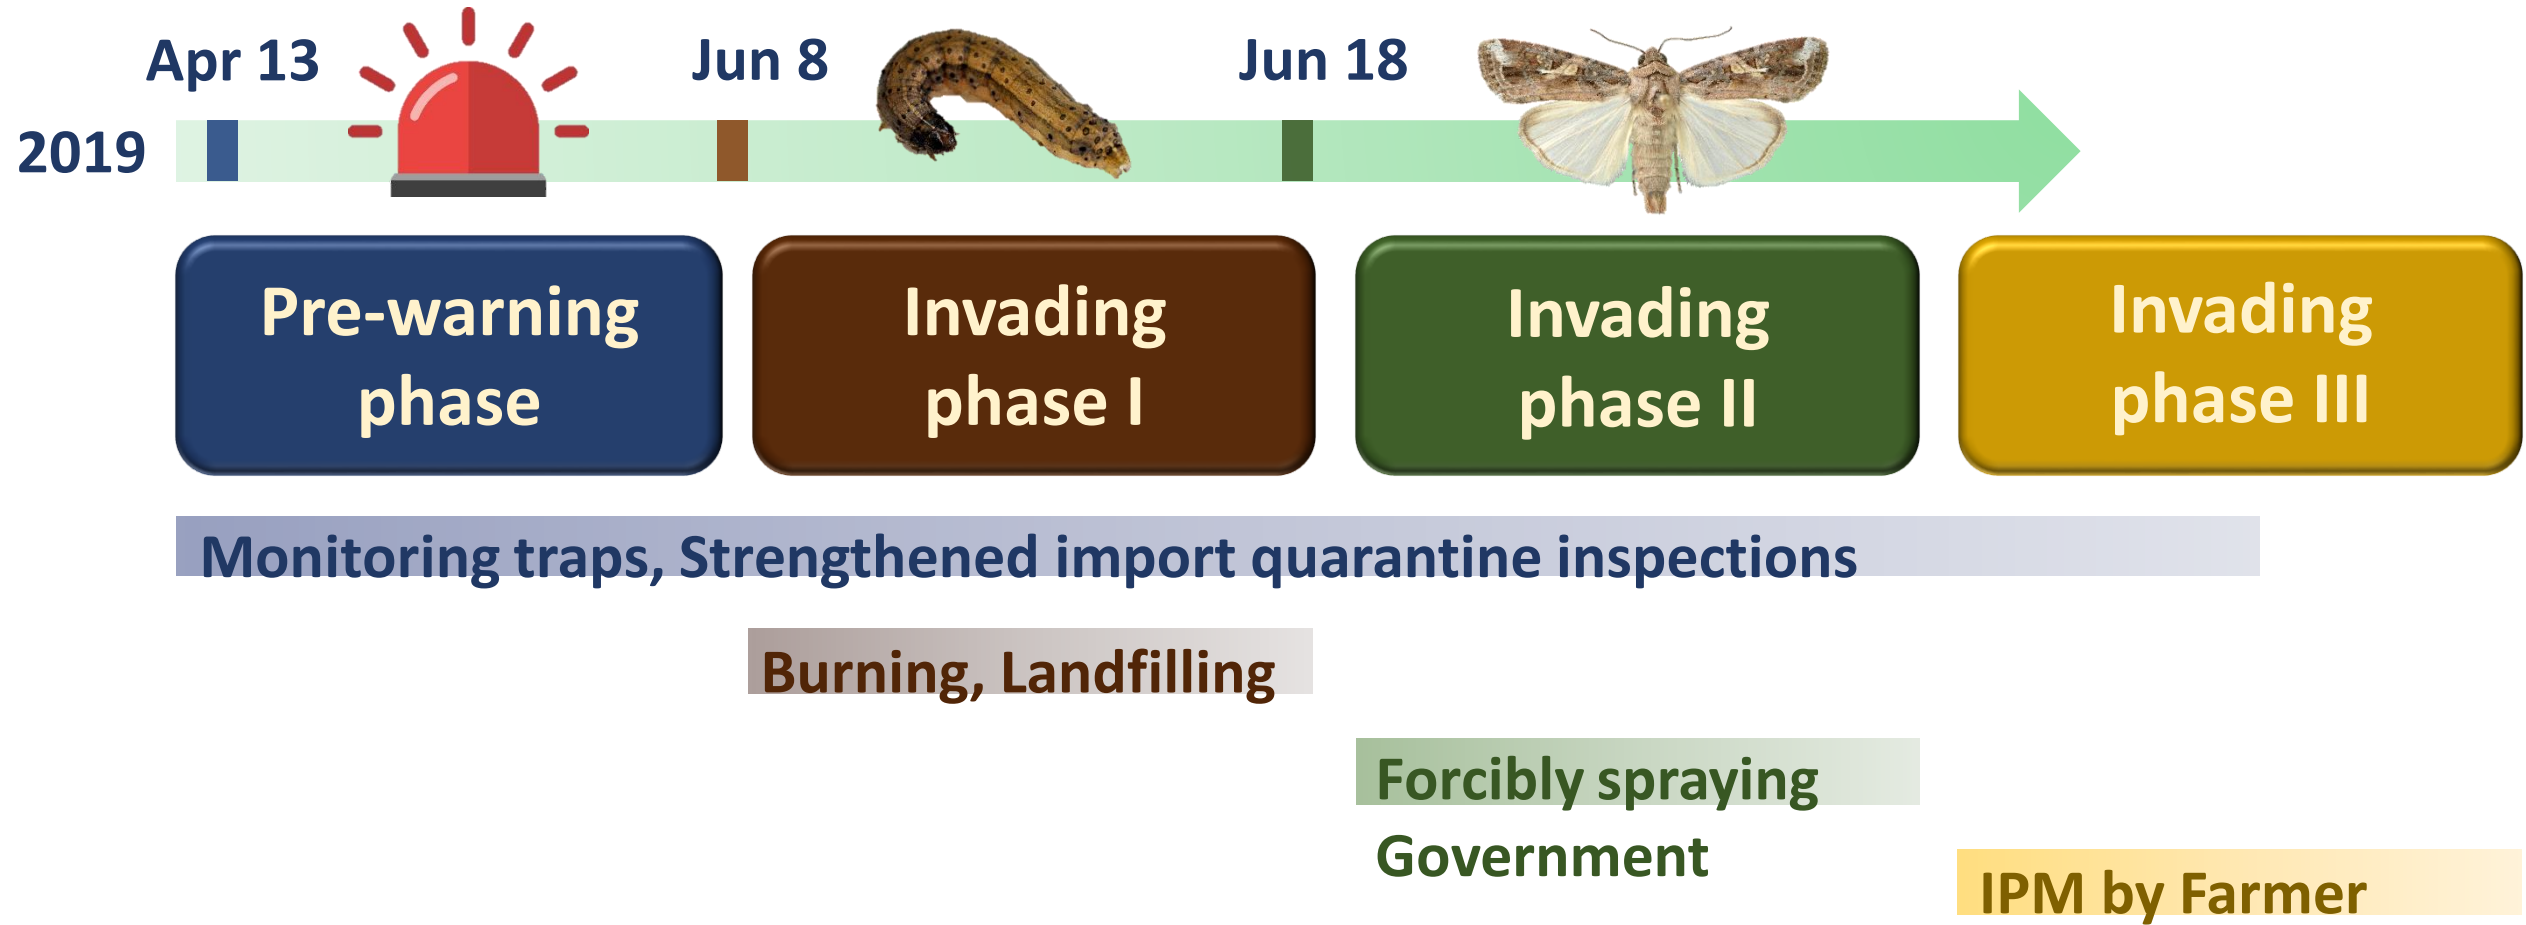 Apr 13
Jun 8
Jun 18
2019
Pre-warning
phase
Invading
phase I
Invading
phase II
Invading
phase III
Monitoring traps, Strengthened import quarantine inspections
Burning, Landfilling
Forcibly spraying
Government
IPM by Farmer